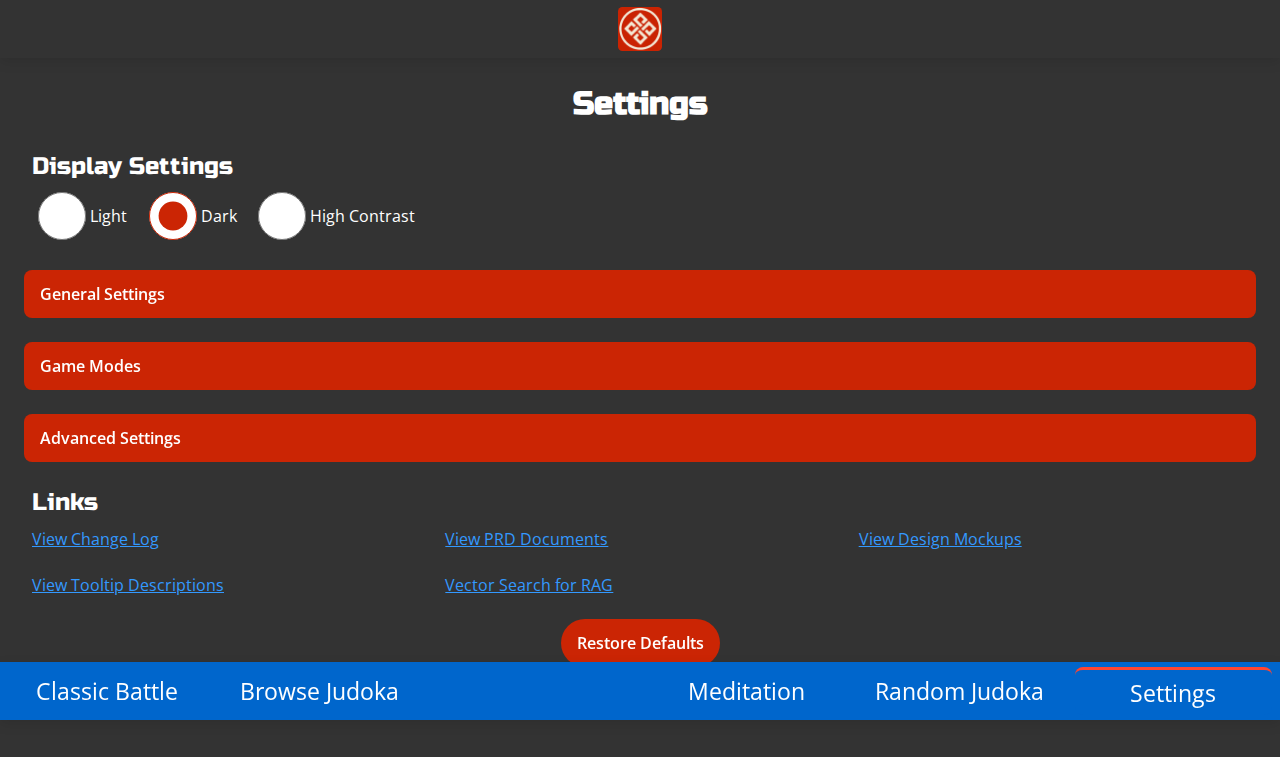 Settings
Display Settings
Light Dark High Contrast
General Settings
Game Modes
Advanced Settings
Links
View Change Log View PRD Documents View Design Mockups
View Tooltip Descriptions Vector Search for RAG
Restore Defaults
Classic Battle Browse Judoka Meditation Random Judoka Settings